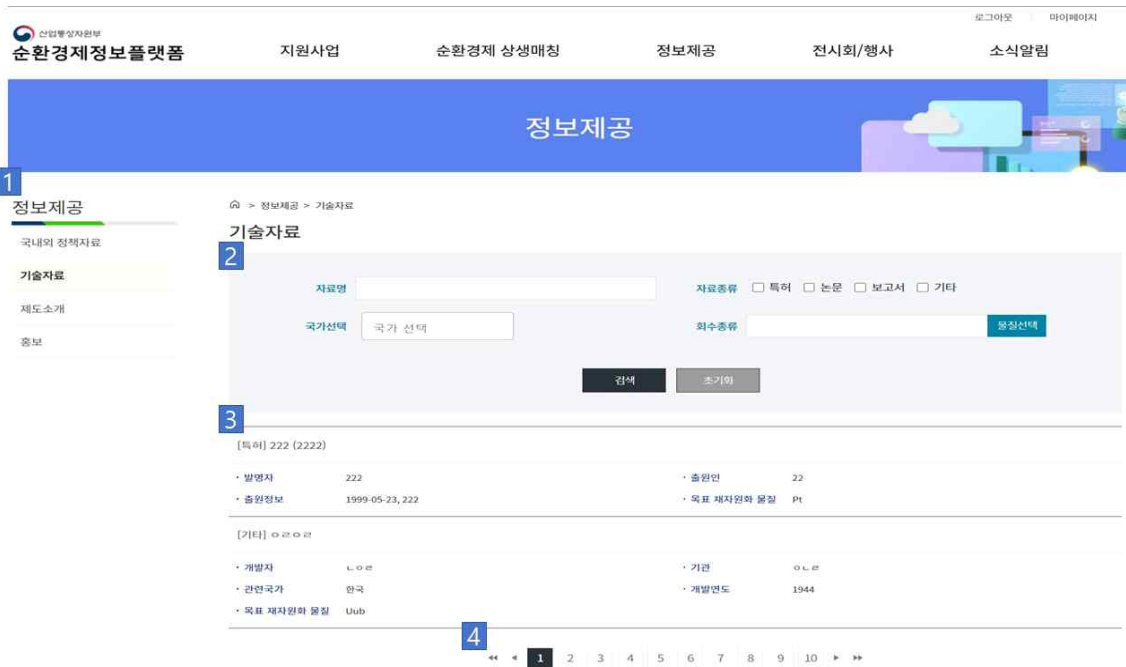 로그아웃 마이페이지
산업통상자원부
순환경제정보플랫폼 지원사업 순환경제 상생매칭 정보제공 전시회/행사 소식알림
정보제공
1
정보제공
국내외 정책자료
기술자료
제도소개
홍보
> 정보제공 > 기술자료
기술자료
2
자료명 자료종류 특허 논문 보고서 기타
국가선택 국가 선택 회수종류 물질선택
검색 초기화
3
[특허] 222 (2222)
· 발명자 222 · 출원인 22
· 출원정보 1999-05-23, 222 · 목표 재자원화 물질 Pt
[기타] ㅇㄹㅇㄹ
· 개발자 ㄴㅇㄹ · 기관 ㅇㄴㄹ
· 관련국가 한국 · 개발연도 1944
· 목표 재자원화 물질 Uub
4
1 2 3 4 5 6 7 8 9 10